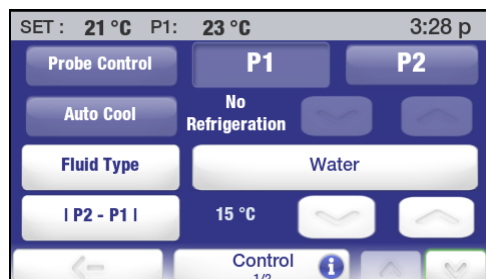 SET : 21 °C P1: 23 °C 3:28 p
Probe Control P1 P2
Auto Cool No Refrigeration
Fluid Type Water
| P2 - P1 | 15 °C
Control
1/2